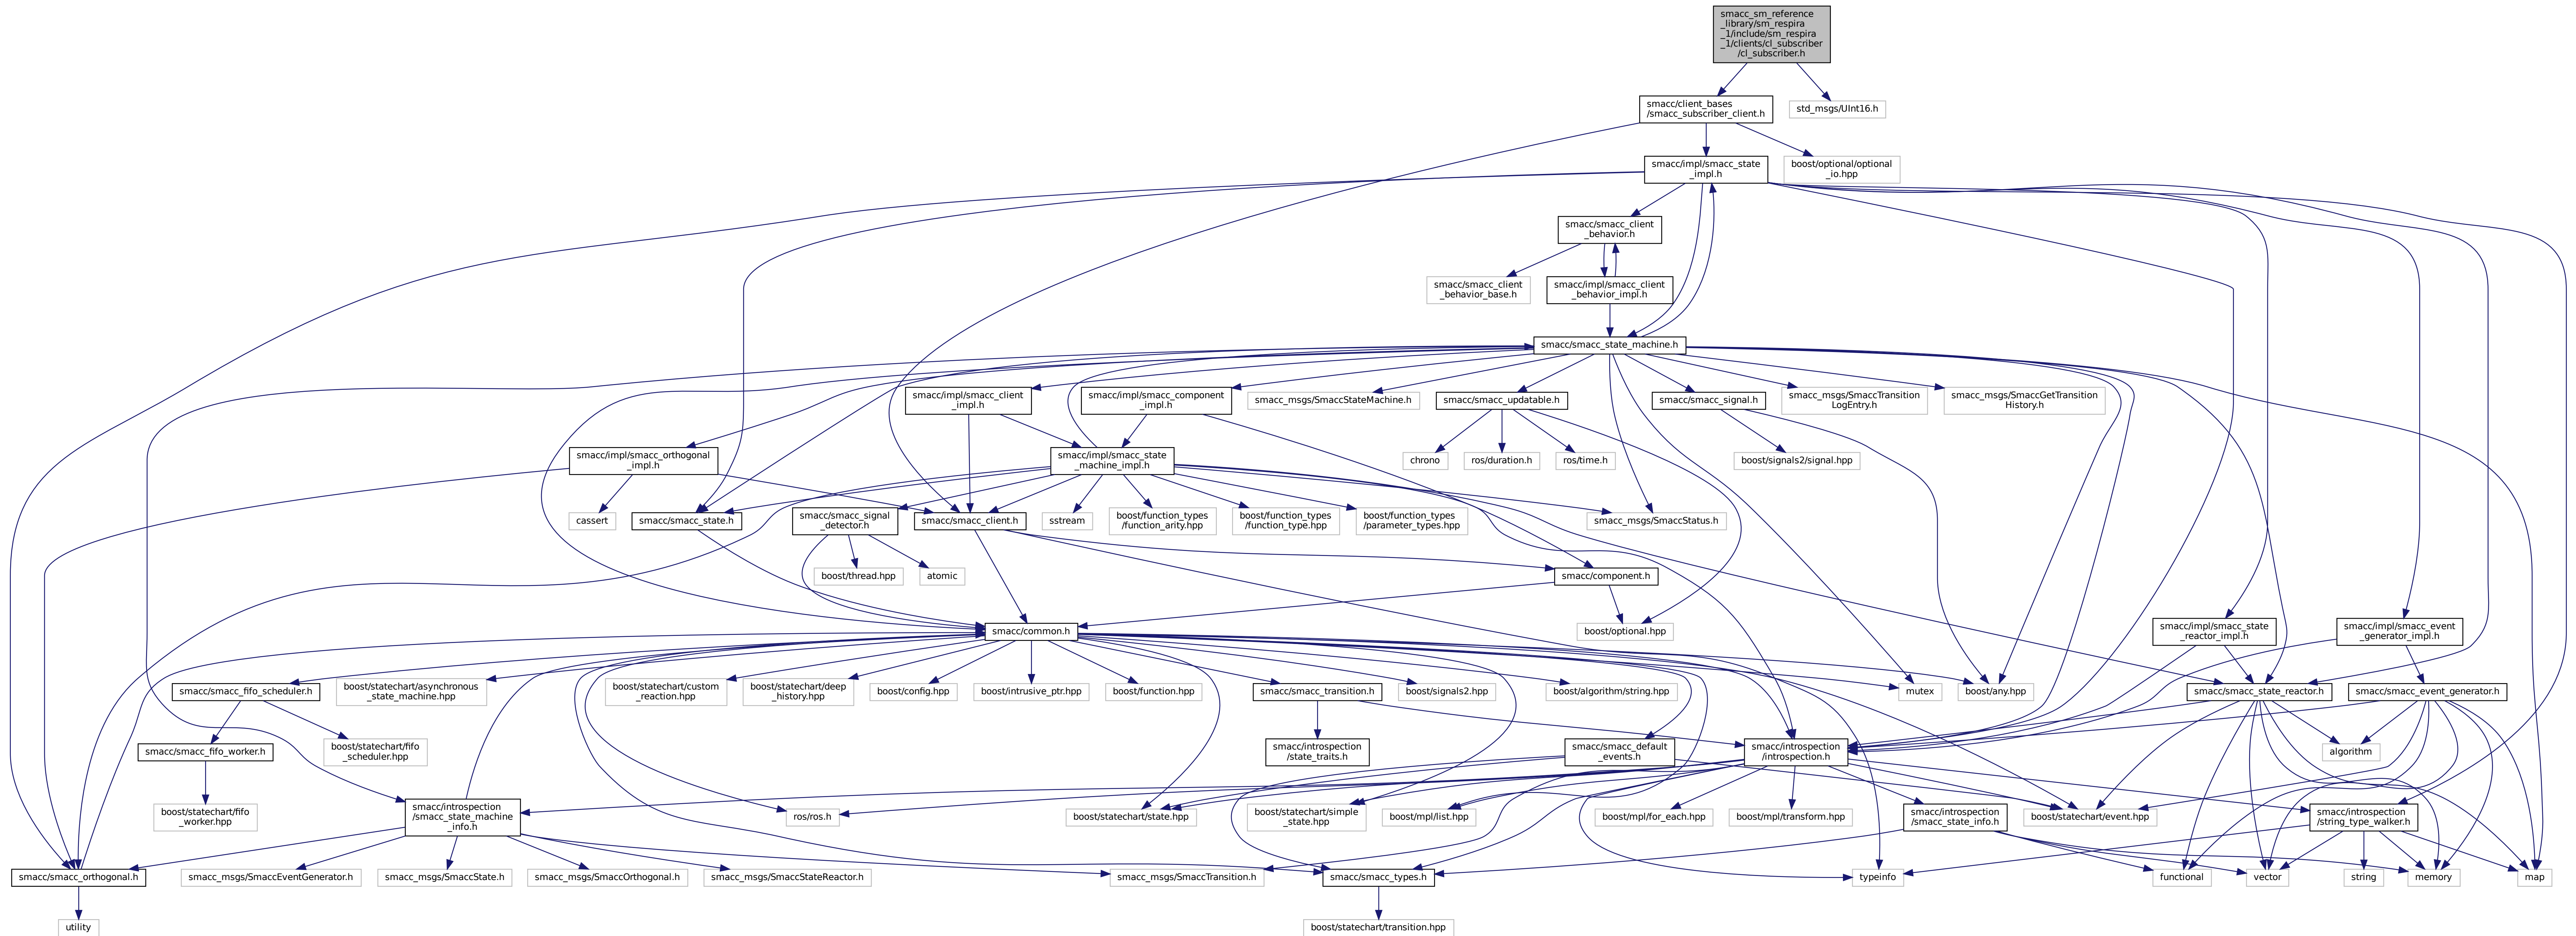 smacc_sm_reference
_library/sm_respira
_1/include/sm_respira
_1/clients/cl_subscriber
/cl_subscriber.h
smacc/client_bases
/smacc_subscriber_client.h
std_msgs/UInt16.h
smacc/impl/smacc_state
_impl.h
boost/optional/optional
_io.hpp
smacc/smacc_client
_behavior.h
smacc/smacc_client
_behavior_base.h
smacc/impl/smacc_client
_behavior_impl.h
smacc/smacc_state_machine.h
smacc/impl/smacc_client
_impl.h
smacc/impl/smacc_component
_impl.h
smacc_msgs/SmaccStateMachine.h
smacc/smacc_updatable.h
smacc/smacc_signal.h
smacc_msgs/SmaccTransition
LogEntry.h
smacc_msgs/SmaccGetTransition
History.h
smacc/impl/smacc_orthogonal
_impl.h
smacc/impl/smacc_state
_machine_impl.h
chrono
ros/duration.h
ros/time.h
boost/signals2/signal.hpp
cassert
smacc/smacc_state.h
smacc/smacc_signal
_detector.h
smacc/smacc_client.h
sstream
boost/function_types
/function_arity.hpp
boost/function_types
/function_type.hpp
boost/function_types
/parameter_types.hpp
smacc_msgs/SmaccStatus.h
boost/thread.hpp
atomic
smacc/component.h
smacc/common.h
boost/optional.hpp
smacc/impl/smacc_state
_reactor_impl.h
smacc/impl/smacc_event
_generator_impl.h
smacc/smacc_fifo_scheduler.h
boost/statechart/asynchronous
_state_machine.hpp
boost/statechart/custom
_reaction.hpp
boost/statechart/deep
_history.hpp
boost/config.hpp
boost/intrusive_ptr.hpp
boost/function.hpp
smacc/smacc_transition.h
boost/signals2.hpp
boost/algorithm/string.hpp
mutex
boost/any.hpp
smacc/smacc_state_reactor.h
smacc/smacc_event_generator.h
smacc/smacc_fifo_worker.h
boost/statechart/fifo
_scheduler.hpp
smacc/introspection
/state_traits.h
smacc/smacc_default
_events.h
smacc/introspection
/introspection.h
algorithm
boost/statechart/fifo
_worker.hpp
smacc/introspection
/smacc_state_machine
_info.h
ros/ros.h
boost/statechart/state.hpp
boost/statechart/simple
_state.hpp
boost/mpl/list.hpp
boost/mpl/for_each.hpp
boost/mpl/transform.hpp
smacc/introspection
/smacc_state_info.h
boost/statechart/event.hpp
smacc/introspection
/string_type_walker.h
smacc/smacc_orthogonal.h
smacc_msgs/SmaccEventGenerator.h
smacc_msgs/SmaccState.h
smacc_msgs/SmaccOrthogonal.h
smacc_msgs/SmaccStateReactor.h
smacc_msgs/SmaccTransition.h
smacc/smacc_types.h
typeinfo
functional
vector
string
memory
map
utility
boost/statechart/transition.hpp